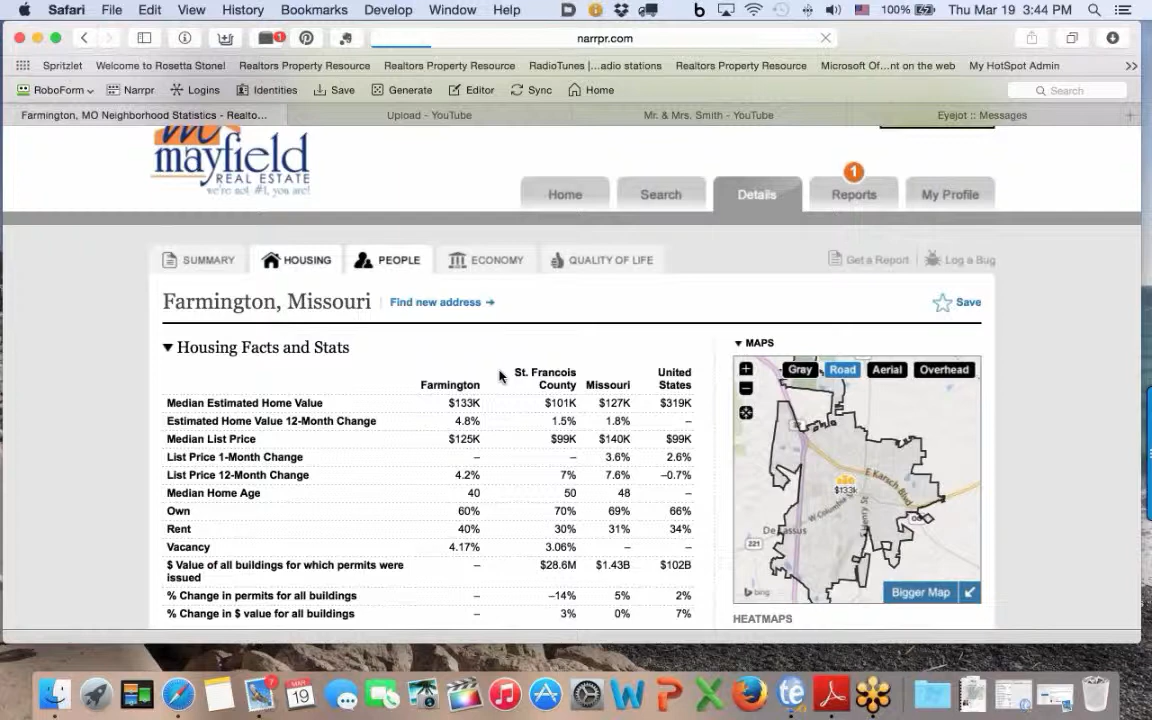 Safari File Edit View History Bookmarks Develop Window Help 100% Thu Mar 19 3:44 PM
1 narrpr.com
Spritzlet Welcome to Rosetta Stonel Realtors Property Resource Realtors Property Resource RadioTunes |...adio stations Realtors Property Resource Microsoft Of...nt on the web My HotSpot Admin
RoboForm Narrpr Logins Identities Save Generate Editor Sync Home Search
Farmington, MO Neighborhood Statistics - Realto... Upload - YouTube Mr. & Mrs. Smith - YouTube Eyejot :: Messages
mayfield
REAL ESTATE
we're not #1, you are!
Home Search Details Reports 1 My Profile
SUMMARY HOUSING PEOPLE ECONOMY QUALITY OF LIFE Get a Report Log a Bug
Farmington, Missouri Find new address Save
Housing Facts and Stats
Farmington St. Francois County Missouri United States
Median Estimated Home Value $133K $101K $127K $319K
Estimated Home Value 12-Month Change 4.8% 1.5% 1.8% –
Median List Price $125K $99K $140K $99K
List Price 1-Month Change – – 3.6% 2.6%
List Price 12-Month Change 4.2% 7% 7.6% –0.7%
Median Home Age 40 50 48 –
Own 60% 70% 69% 66%
Rent 40% 30% 31% 34%
Vacancy 4.17% 3.06% – –
$ Value of all buildings for which permits were issued – $28.6M $1.43B $102B
% Change in permits for all buildings – –14% 5% 2%
% Change in $ value for all buildings – 3% 0% 7%
MAPS
Gray Road Aerial Overhead
E Karsch Blvd
$133k
W Columbia
Henry St
De Lassus
221
bing
Bigger Map
HEATMAPS
7 MAR 19 W P X te